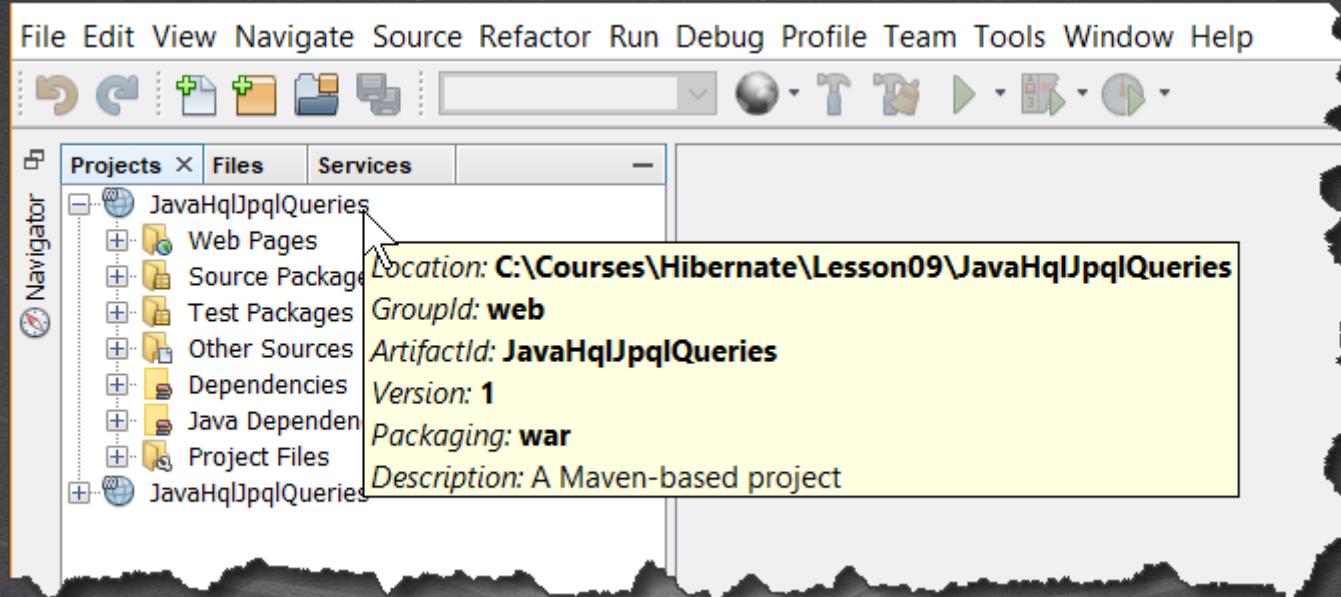 File Edit View Navigate Source Refactor Run Debug Profile Team Tools Window Help
Projects Files Services
Navigator
JavaHqlJpqlQueries
Web Pages
Source Package
Test Packages
Other Sources
Dependencies
Java Dependen
Project Files
JavaHqlJpqlQueries
Location: C:\Courses\Hibernate\Lesson09\JavaHqlJpqlQueries
GroupId: web
ArtifactId: JavaHqlJpqlQueries
Version: 1
Packaging: war
Description: A Maven-based project